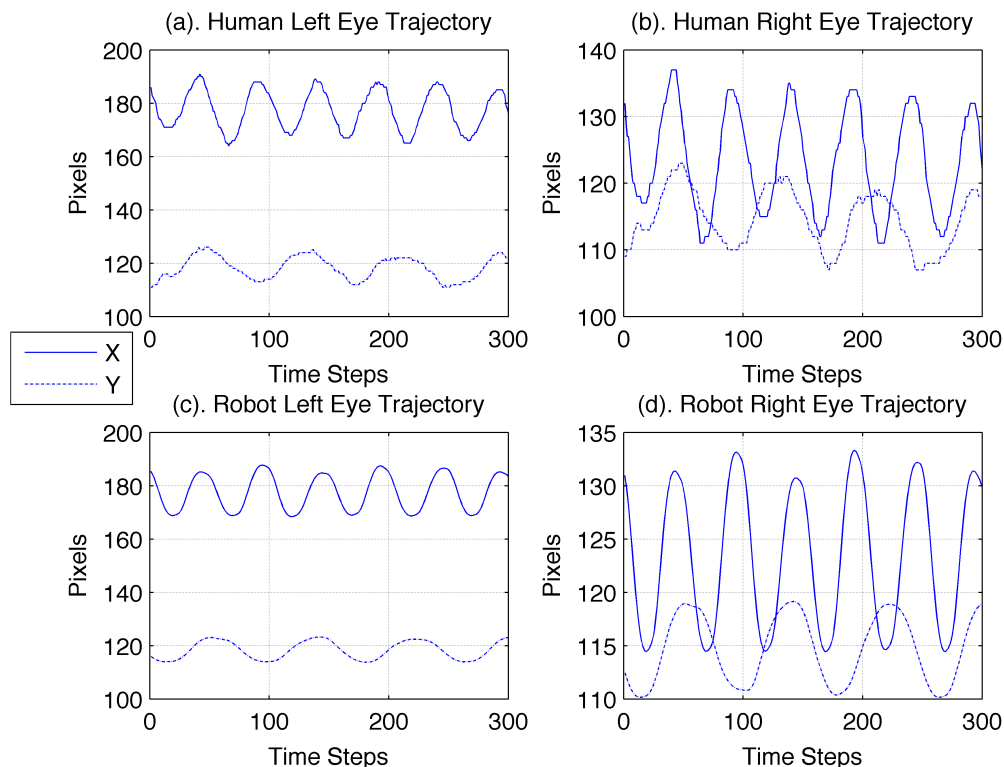 (a). Human Left Eye Trajectory
200
180
160
140
120
100
Pixels
0 100 200 300
Time Steps
(b). Human Right Eye Trajectory
140
130
120
110
100
Pixels
0 100 200 300
Time Steps
X
Y
(c). Robot Left Eye Trajectory
200
180
160
140
120
100
Pixels
0 100 200 300
Time Steps
(d). Robot Right Eye Trajectory
135
130
125
120
115
110
Pixels
0 100 200 300
Time Steps